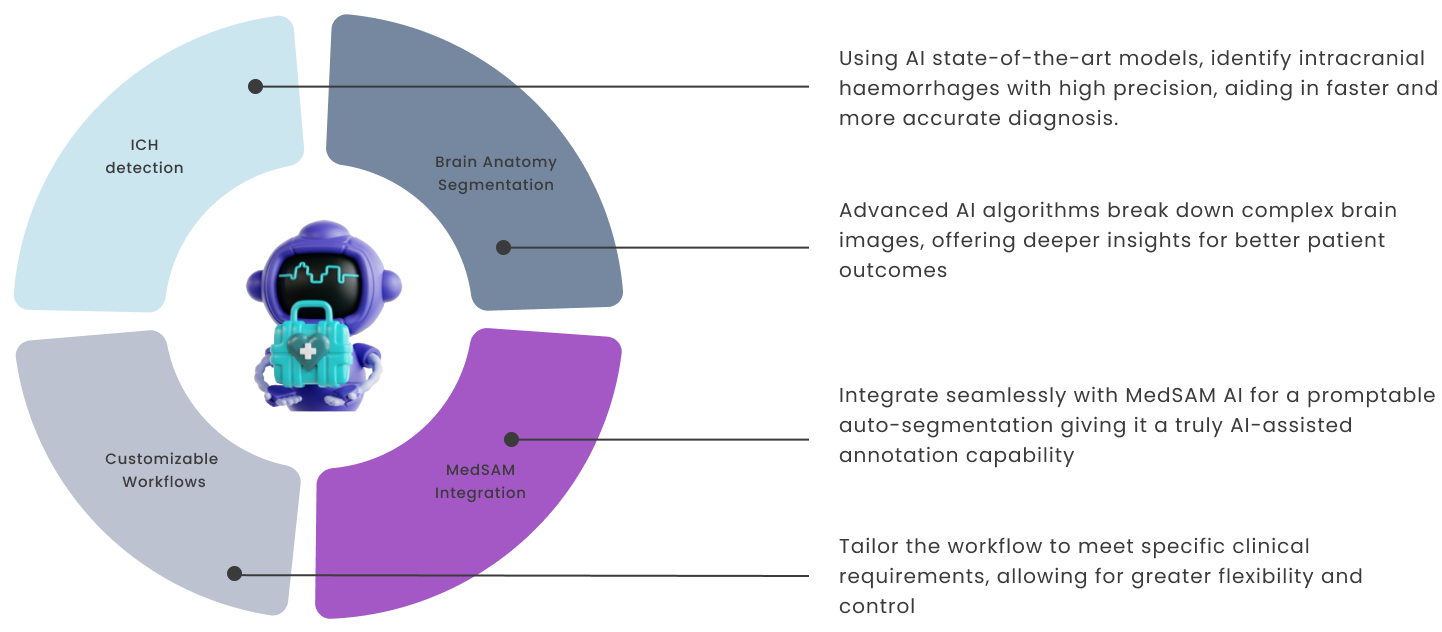 ICH
detection
Brain Anatomy
Segmentation
Customizable
Workflows
MedSAM
Integration
Using AI state-of-the-art models, identify intracranial
haemorrhages with high precision, aiding in faster and
more accurate diagnosis.
Advanced AI algorithms break down complex brain
images, offering deeper insights for better patient
outcomes
Integrate seamlessly with MedSAM AI for a promptable
auto-segmentation giving it a truly AI-assisted
annotation capability
Tailor the workflow to meet specific clinical
requirements, allowing for greater flexibility and
control